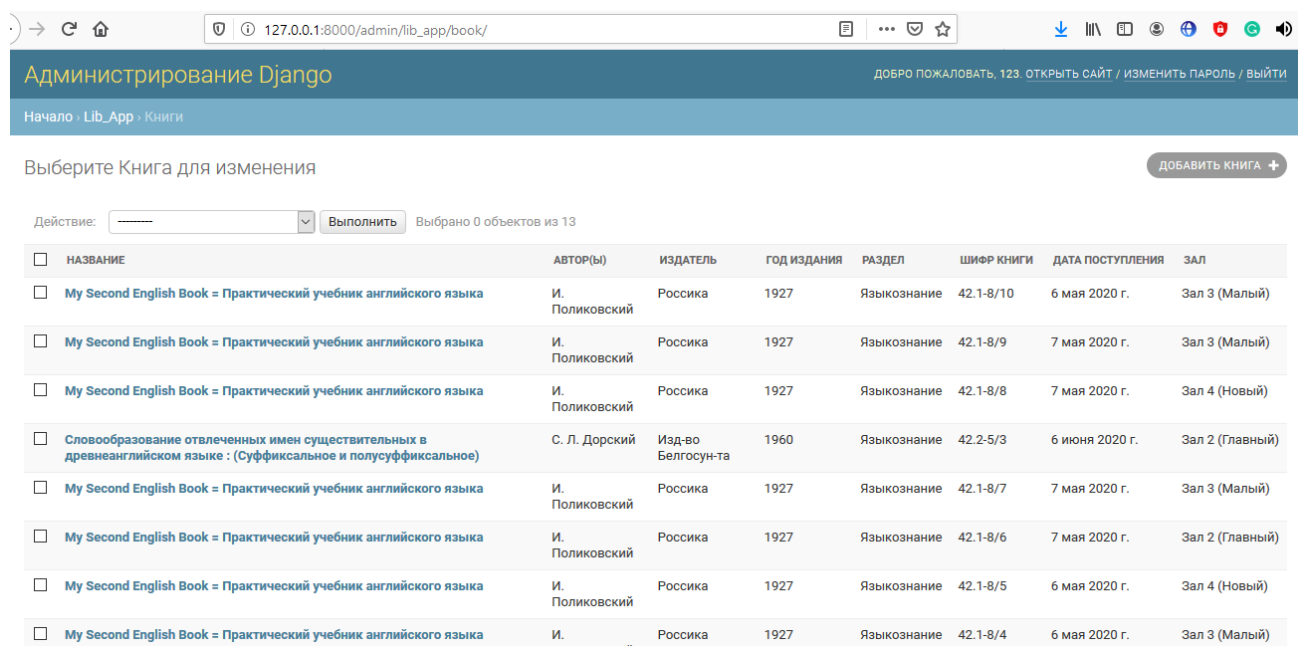 127.0.0.1:8000/admin/lib_app/book/
Администрирование Django
ДОБРО ПОЖАЛОВАТЬ, 123. ОТКРЫТЬ САЙТ / ИЗМЕНИТЬ ПАРОЛЬ / ВЫЙТИ
Начало › Lib_App › Книги
Выберите Книга для изменения
ДОБАВИТЬ КНИГА +
Действие: --------- Выполнить Выбрано 0 объектов из 13
НАЗВАНИЕ АВТОР(Ы) ИЗДАТЕЛЬ ГОД ИЗДАНИЯ РАЗДЕЛ ШИФР КНИГИ ДАТА ПОСТУПЛЕНИЯ ЗАЛ
My Second English Book = Практический учебник английского языка И. Россика 1927 Языкознание 42.1-8/10 6 мая 2020 г. Зал 3 (Малый)
Поликовский
My Second English Book = Практический учебник английского языка И. Россика 1927 Языкознание 42.1-8/9 7 мая 2020 г. Зал 3 (Малый)
Поликовский
My Second English Book = Практический учебник английского языка И. Россика 1927 Языкознание 42.1-8/8 7 мая 2020 г. Зал 4 (Новый)
Поликовский
Словообразование отвлеченных имен существительных в С. Л. Дорский Изд-во 1960 Языкознание 42.2-5/3 6 июня 2020 г. Зал 2 (Главный)
древнеанглийском языке : (Суффиксальное и полусуффиксальное) Белгосун-та
My Second English Book = Практический учебник английского языка И. Россика 1927 Языкознание 42.1-8/7 7 мая 2020 г. Зал 3 (Малый)
Поликовский
My Second English Book = Практический учебник английского языка И. Россика 1927 Языкознание 42.1-8/6 7 мая 2020 г. Зал 2 (Главный)
Поликовский
My Second English Book = Практический учебник английского языка И. Россика 1927 Языкознание 42.1-8/5 6 мая 2020 г. Зал 4 (Новый)
Поликовский
My Second English Book = Практический учебник английского языка И. Россика 1927 Языкознание 42.1-8/4 6 мая 2020 г. Зал 3 (Малый)